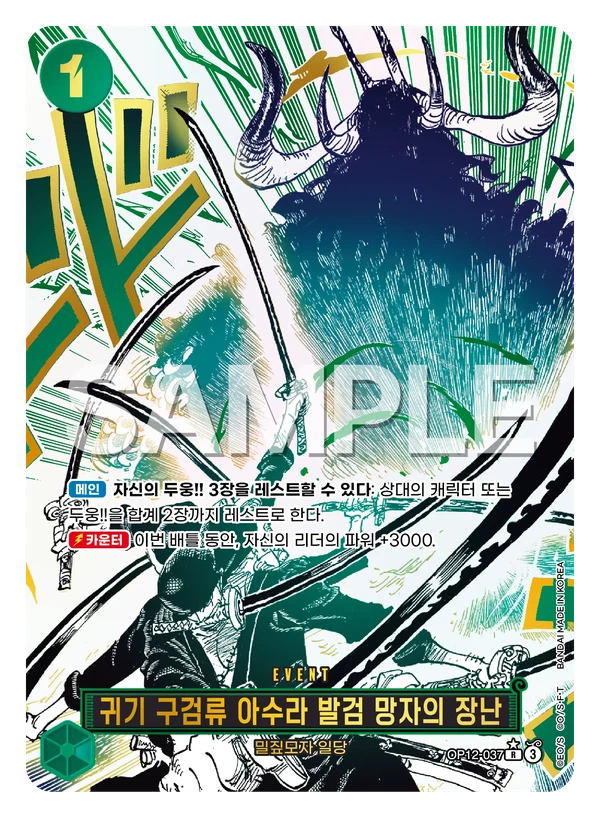 1
SAMPLE
메인 자신의 두웅!! 3장을 레스트할 수 있다: 상대의 캐릭터 또는
두웅!!을 합계 2장까지 레스트로 한다.
카운터 이번 배틀 동안, 자신의 리더의 파워 +3000.
EVENT
귀기 구검류 아수라 발검 망자의 장난
밀짚모자 일당
OP12-037 R 3
©EO/S ©O/S·F·T BANDAI MADE IN KOREA